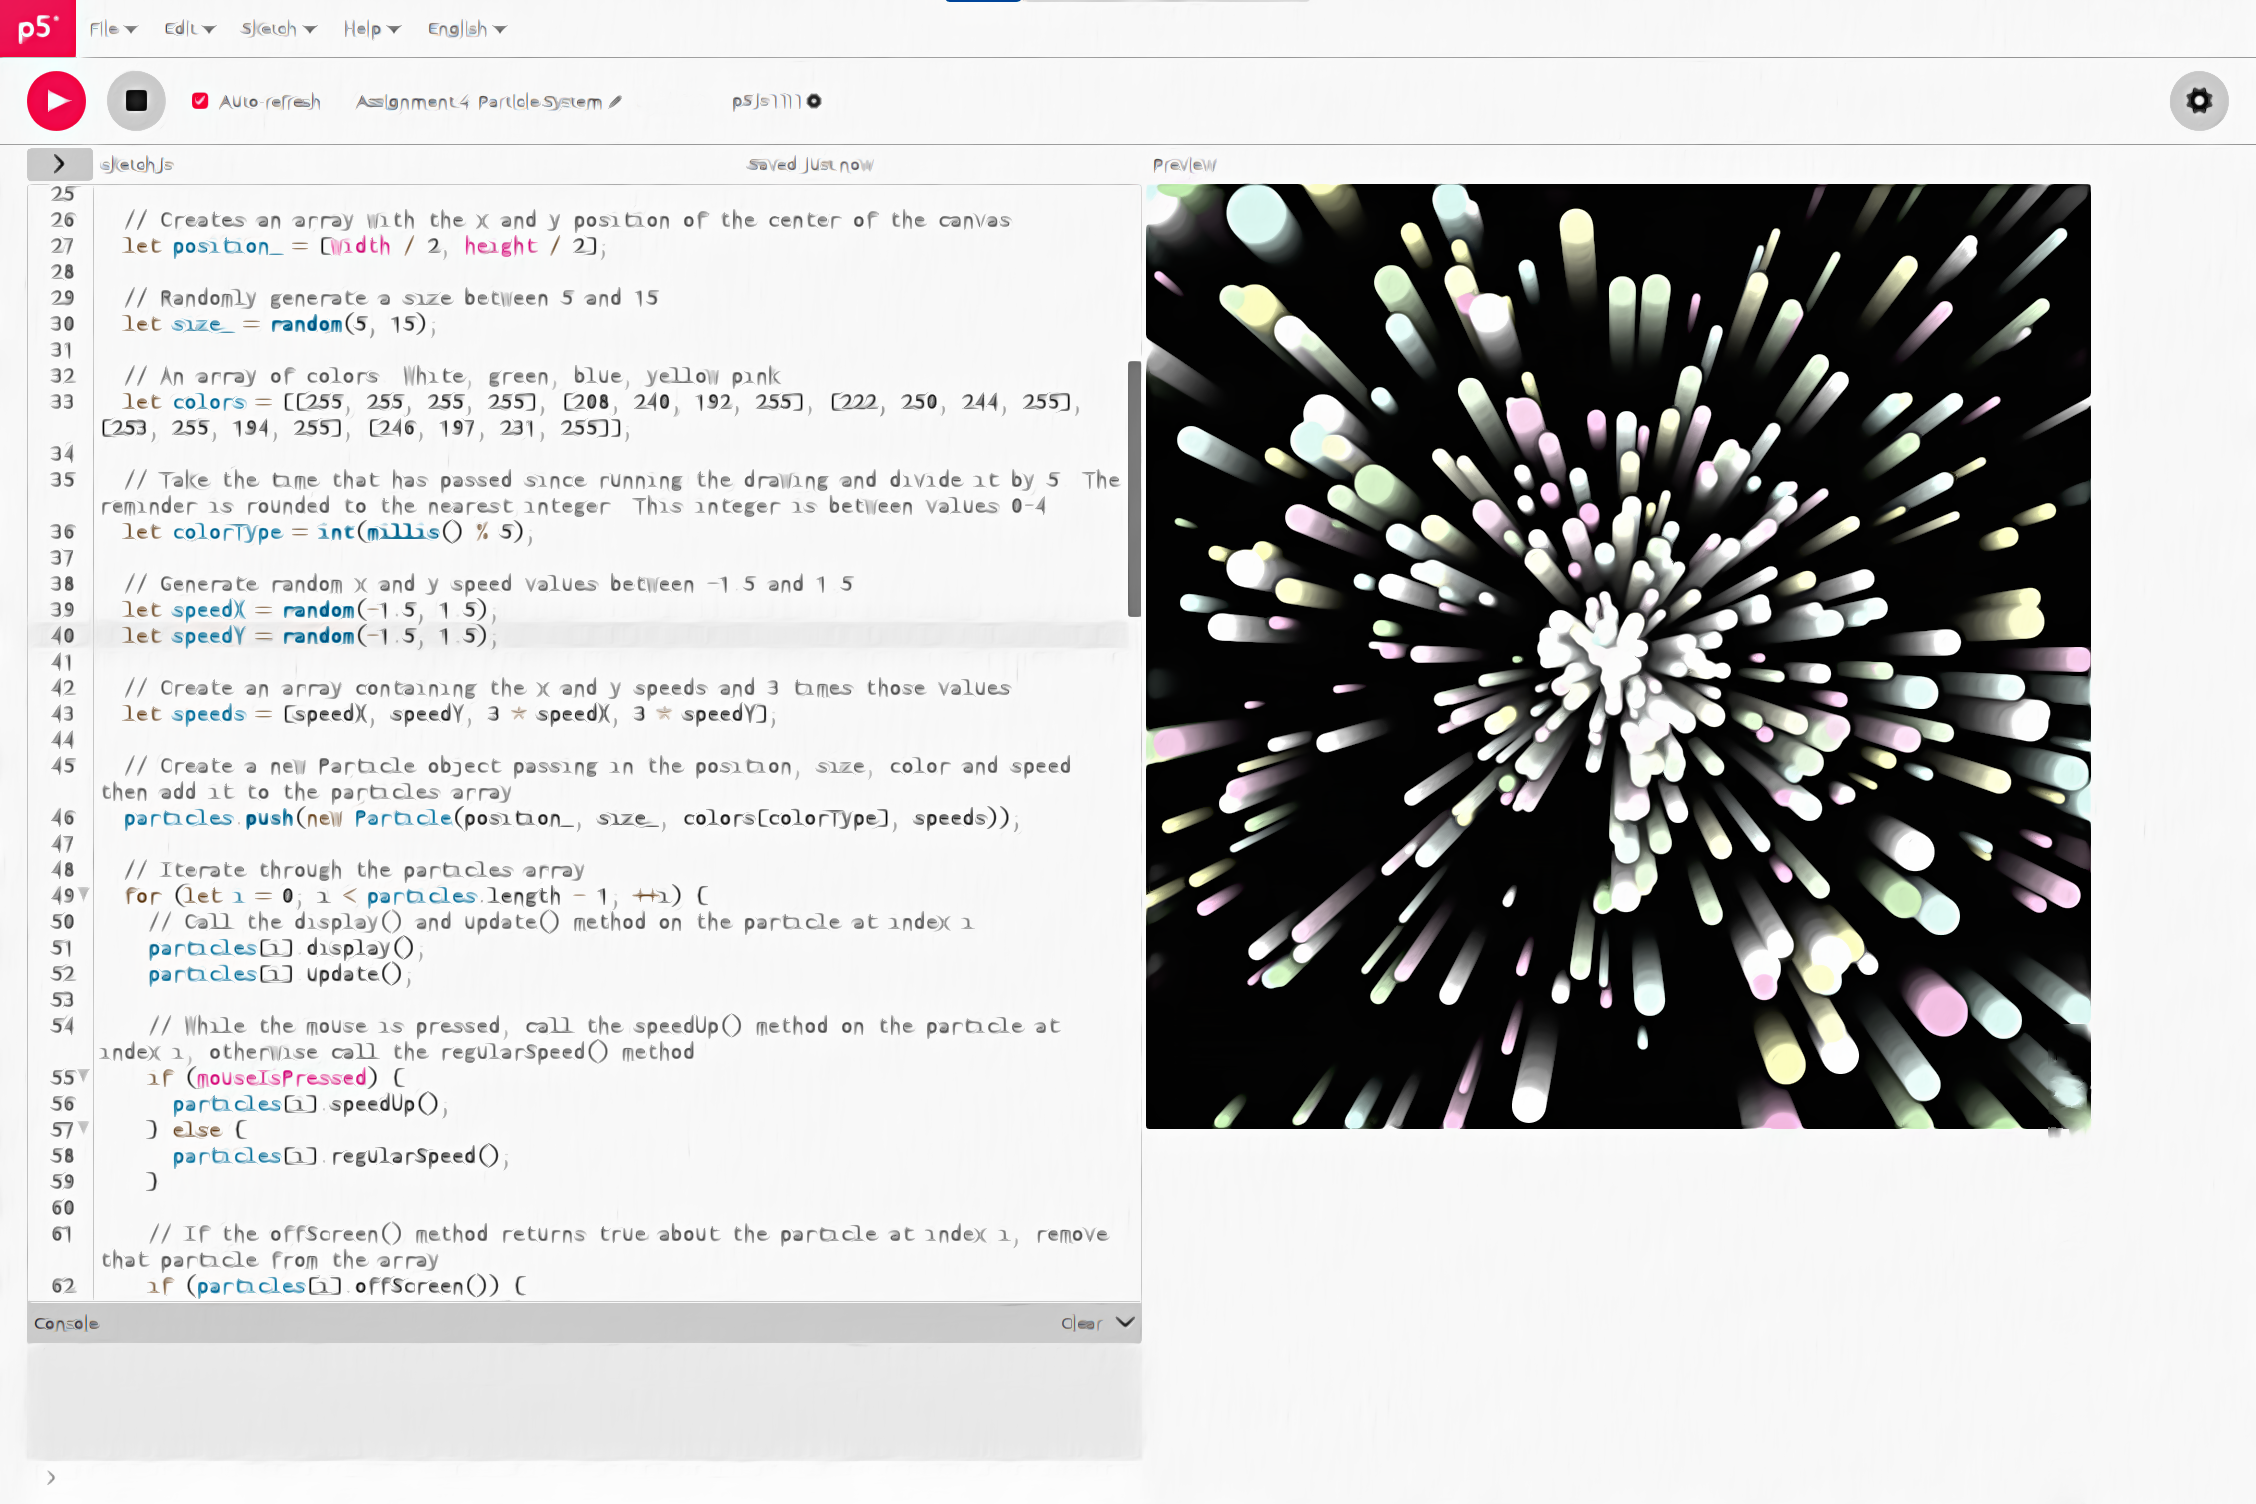 p5* File Edit Sketch Help English
Auto-refresh Assignment4 ParticleSystem p5js1111
sketch.js Saved just now Preview
25
26 // Creates an array with the x and y position of the center of the canvas
27 let position_ = [width / 2, height / 2];
28
29 // Randomly generate a size between 5 and 15
30 let size_ = random(5, 15);
31
32 // An array of colors White, green, blue, yellow pink
33 let colors = [[255, 255, 255, 255], [208, 240, 192, 255], [222, 250, 244, 255],
[253, 255, 194, 255], [246, 197, 231, 255]];
34
35 // Take the time that has passed since running the drawing and divide it by 5 The
reminder is rounded to the nearest integer This integer is between values 0-4
36 let colorType = int(millis() % 5);
37
38 // Generate random x and y speed values between -1.5 and 1.5
39 let speedX = random(-1.5, 1.5);
40 let speedY = random(-1.5, 1.5);
41
42 // Create an array containing the x and y speeds and 3 times those values
43 let speeds = [speedX, speedY, 3 * speedX, 3 * speedY];
44
45 // Create a new Particle object passing in the position, size, color and speed
then add it to the particles array
46 particles.push(new Particle(position_, size_, colors[colorType], speeds));
47
48 // Iterate through the particles array
49 for (let i = 0; i < particles.length - 1; ++i) {
50 // Call the display() and update() method on the particle at index i
51 particles[i].display();
52 particles[i].update();
53
54 // While the mouse is pressed, call the speedUp() method on the particle at
index i, otherwise call the regularSpeed() method
55 if (mouseIsPressed) {
56 particles[i].speedUp();
57 } else {
58 particles[i].regularSpeed();
59 }
60
61 // If the offScreen() method returns true about the particle at index i, remove
that particle from the array
62 if (particles[i].offScreen()) {
Console Clear